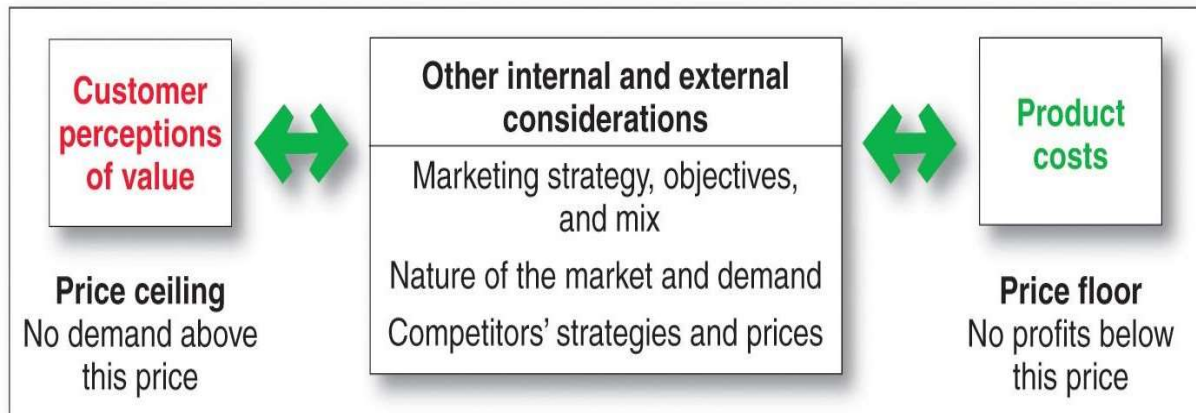 Customer
perceptions
of value
Price ceiling
No demand above
this price
Other internal and external
considerations
Marketing strategy, objectives,
and mix
Nature of the market and demand
Competitors’ strategies and prices
Product
costs
Price floor
No profits below
this price